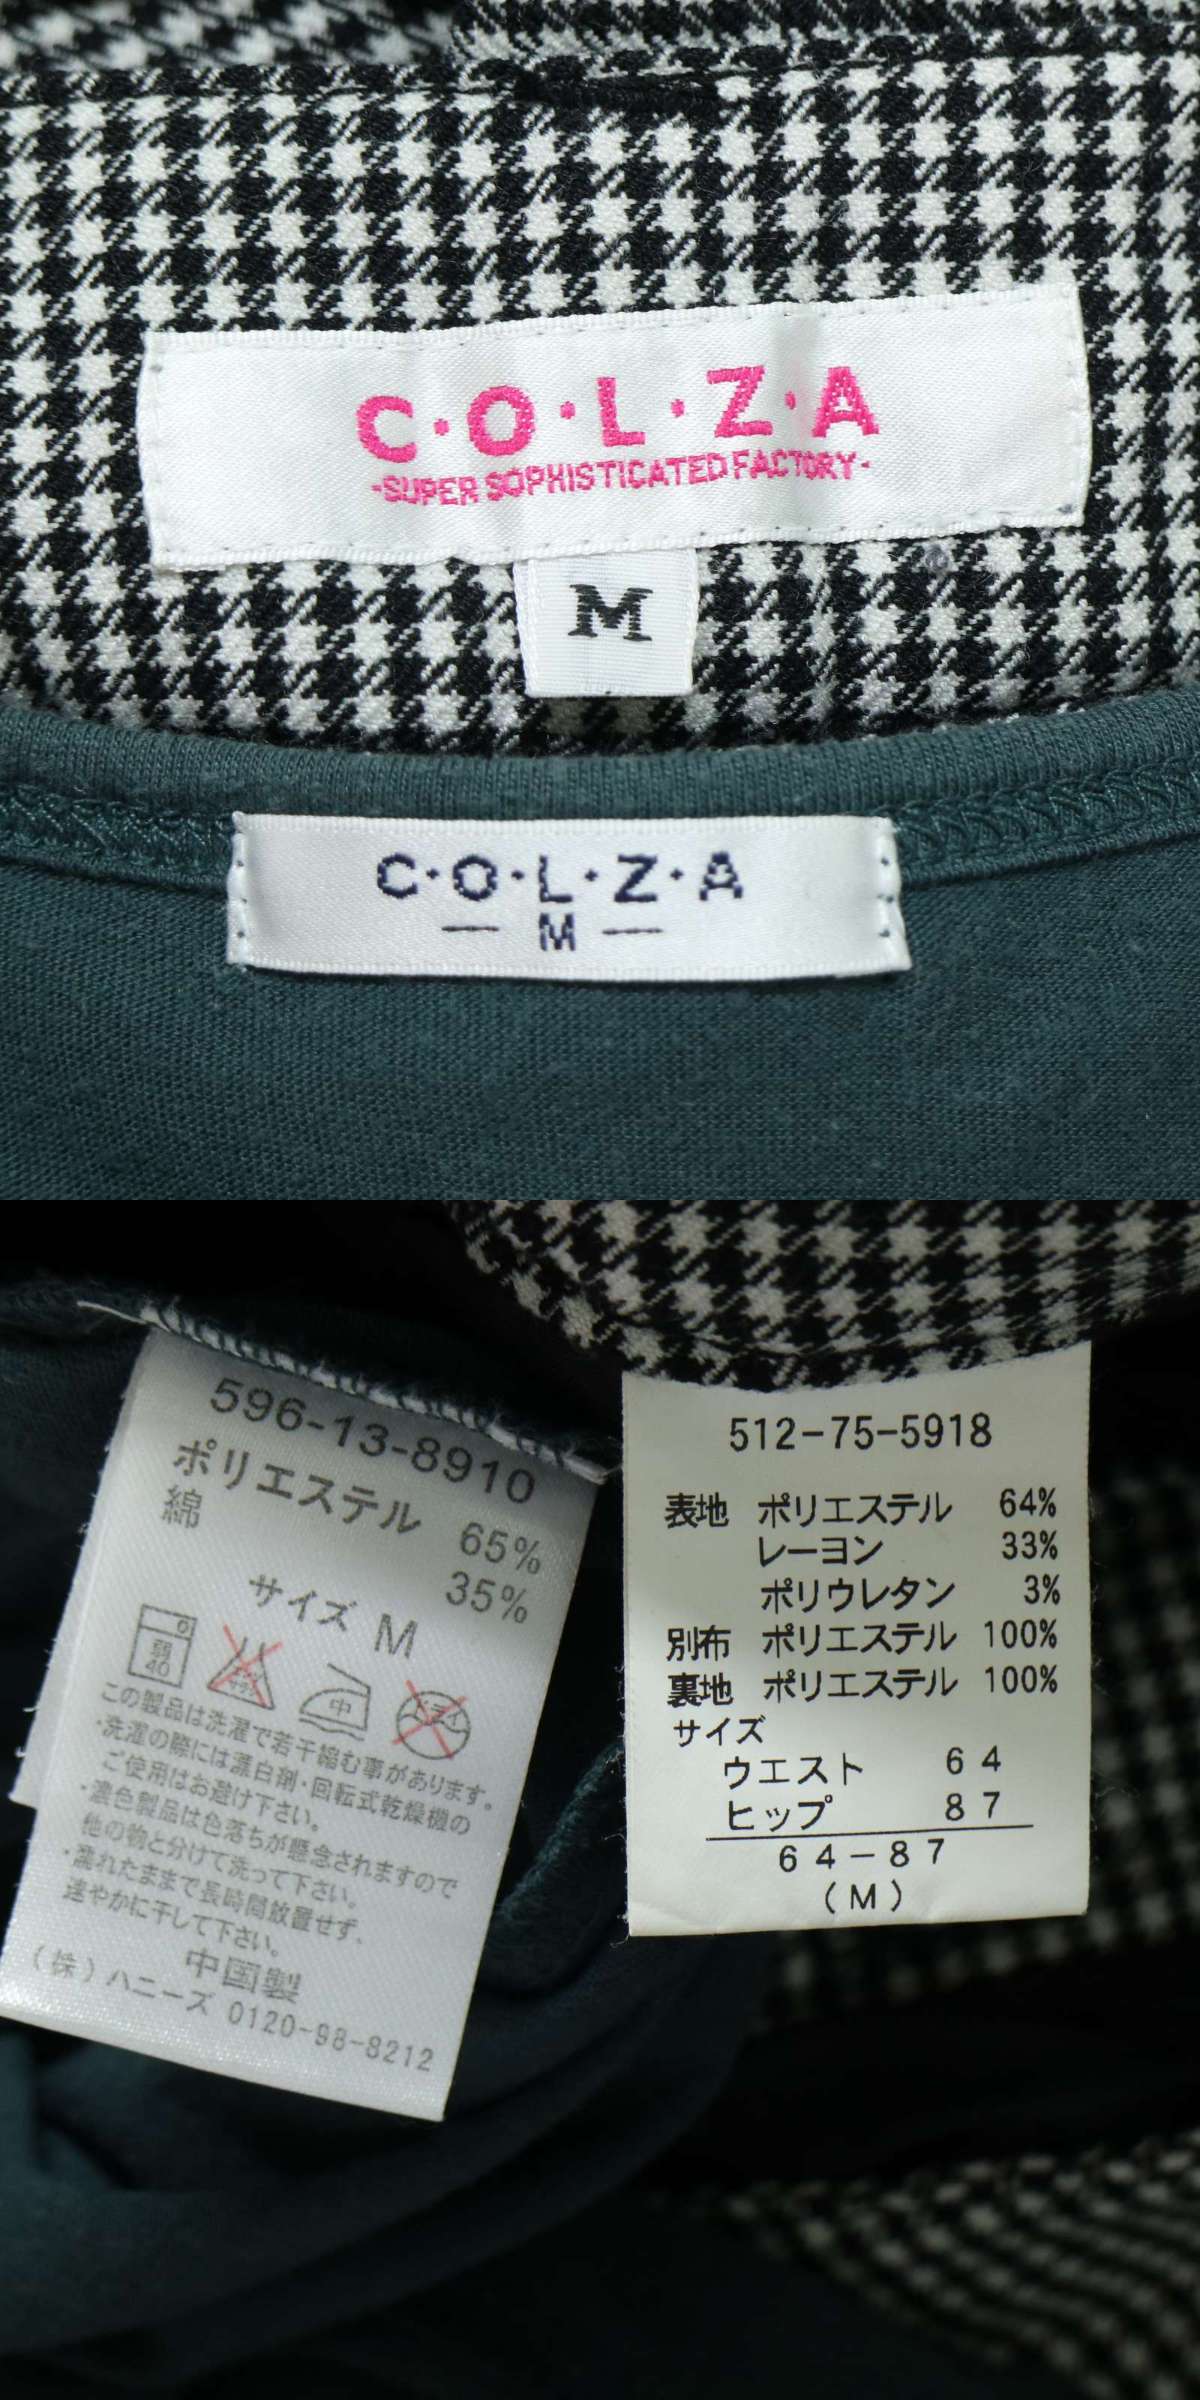 C·O·L·Z·A
-SUPER SOPHISTICATED FACTORY-
M
C·O·L·Z·A
— M —
596-13-8910
ポリエステル 65%
綿 35%
サイズ M
弱 40
中
ドライ
この製品は洗濯で若干縮む事があります。
・洗濯の際には漂白剤・回転式乾燥機の
ご使用はお避け下さい。
・濃色製品は色落ちが懸念されますので
他の物と分けて洗って下さい。
・濡れたままで長時間放置せず、
速やかに干して下さい。
中国製
(株)ハニーズ 0120-98-8212
512-75-5918
表地 ポリエステル 64%
レーヨン 33%
ポリウレタン 3%
別布 ポリエステル 100%
裏地 ポリエステル 100%
サイズ
ウエスト 64
ヒップ 87
64-87
(M)